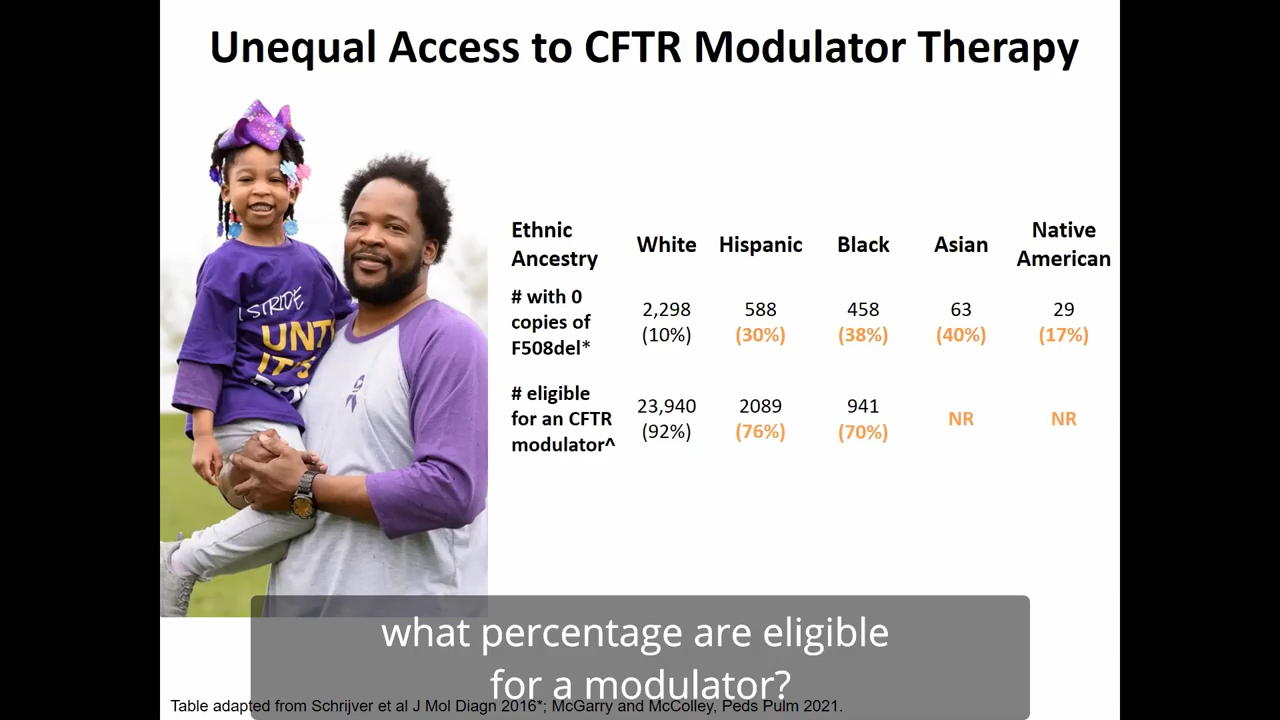 Unequal Access to CFTR Modulator Therapy
I STRIDE
UNT
IT'S
Ethnic Ancestry White Hispanic Black Asian Native American
# with 0 copies of F508del* 2,298 (10%) 588 (30%) 458 (38%) 63 (40%) 29 (17%)
# eligible for an CFTR modulator^ 23,940 (92%) 2089 (76%) 941 (70%) NR NR
what percentage are eligible
for a modulator?
Table adapted from Schrijver et al J Mol Diagn 2016*; McGarry and McColley, Peds Pulm 2021.